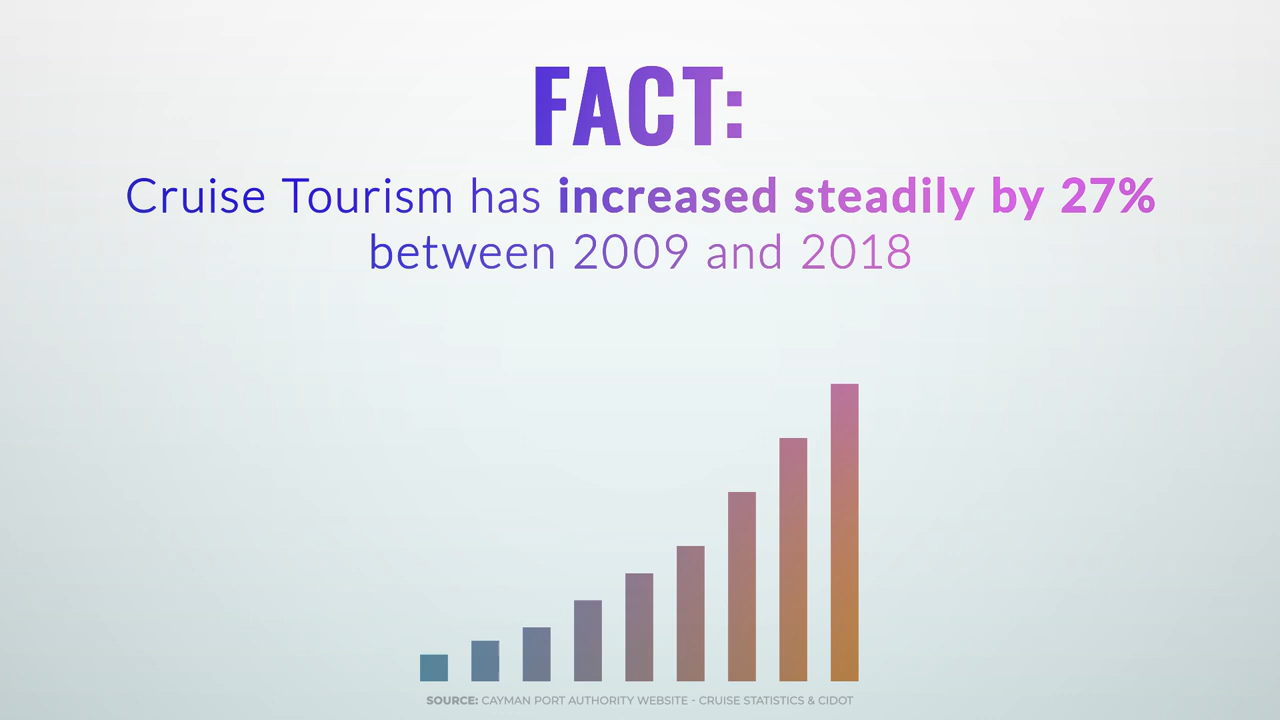 FACT:
Cruise Tourism has increased steadily by 27%
between 2009 and 2018
SOURCE: CAYMAN PORT AUTHORITY WEBSITE - CRUISE STATISTICS & CIDOT